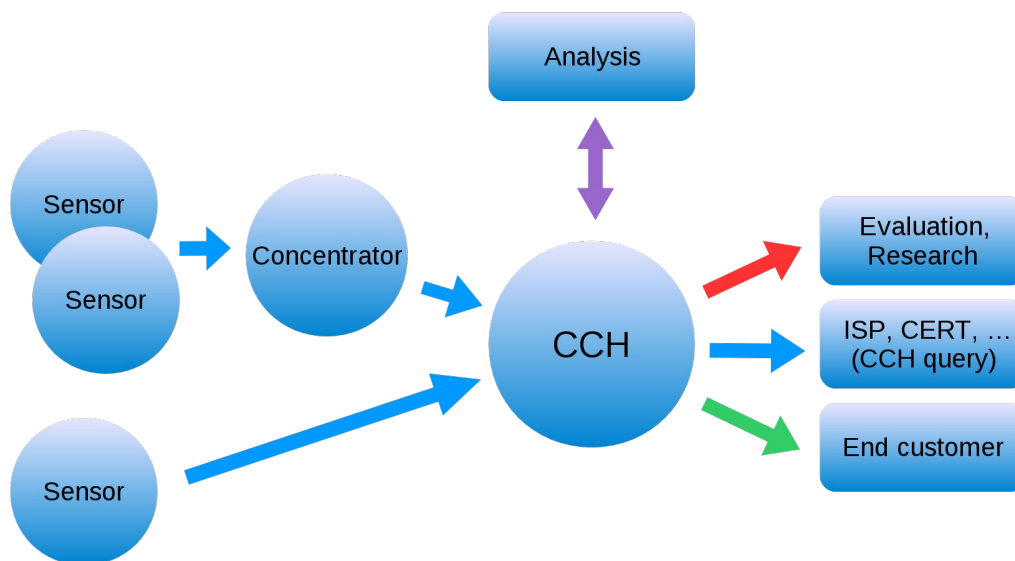 Analysis
Sensor
Sensor
Concentrator
CCH
Evaluation,
Research
ISP, CERT, ...
(CCH query)
End customer
Sensor